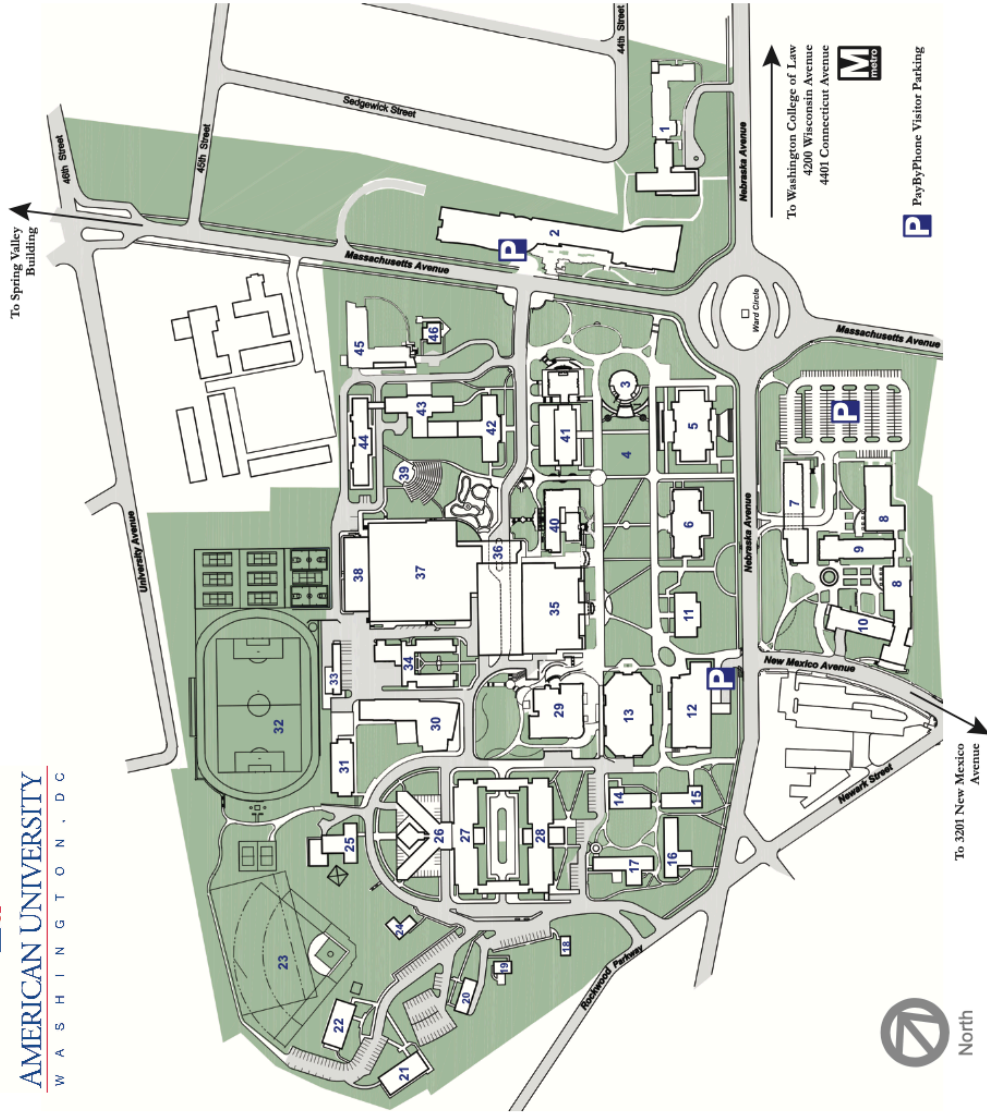 AMERICAN UNIVERSITY
W A S H I N G T O N , D C
To Spring Valley
Building
46th Street
45th Street
Sedgewick Street
44th Street
Massachusetts Avenue
University Avenue
Nebraska Avenue
To Washington College of Law
4200 Wisconsin Avenue
4401 Connecticut Avenue
M
metro
P
PayByPhone Visitor Parking
Ward Circle
Massachusetts Avenue
Nebraska Avenue
New Mexico Avenue
Newark Street
To 3201 New Mexico
Avenue
Rockwood Parkway
North
P
P
P
1
2
3
4
5
6
7
8
8
9
10
11
12
13
14
15
16
17
18
19
20
21
22
23
24
25
26
27
28
29
30
31
32
33
34
35
36
37
38
39
40
41
42
43
44
45
46